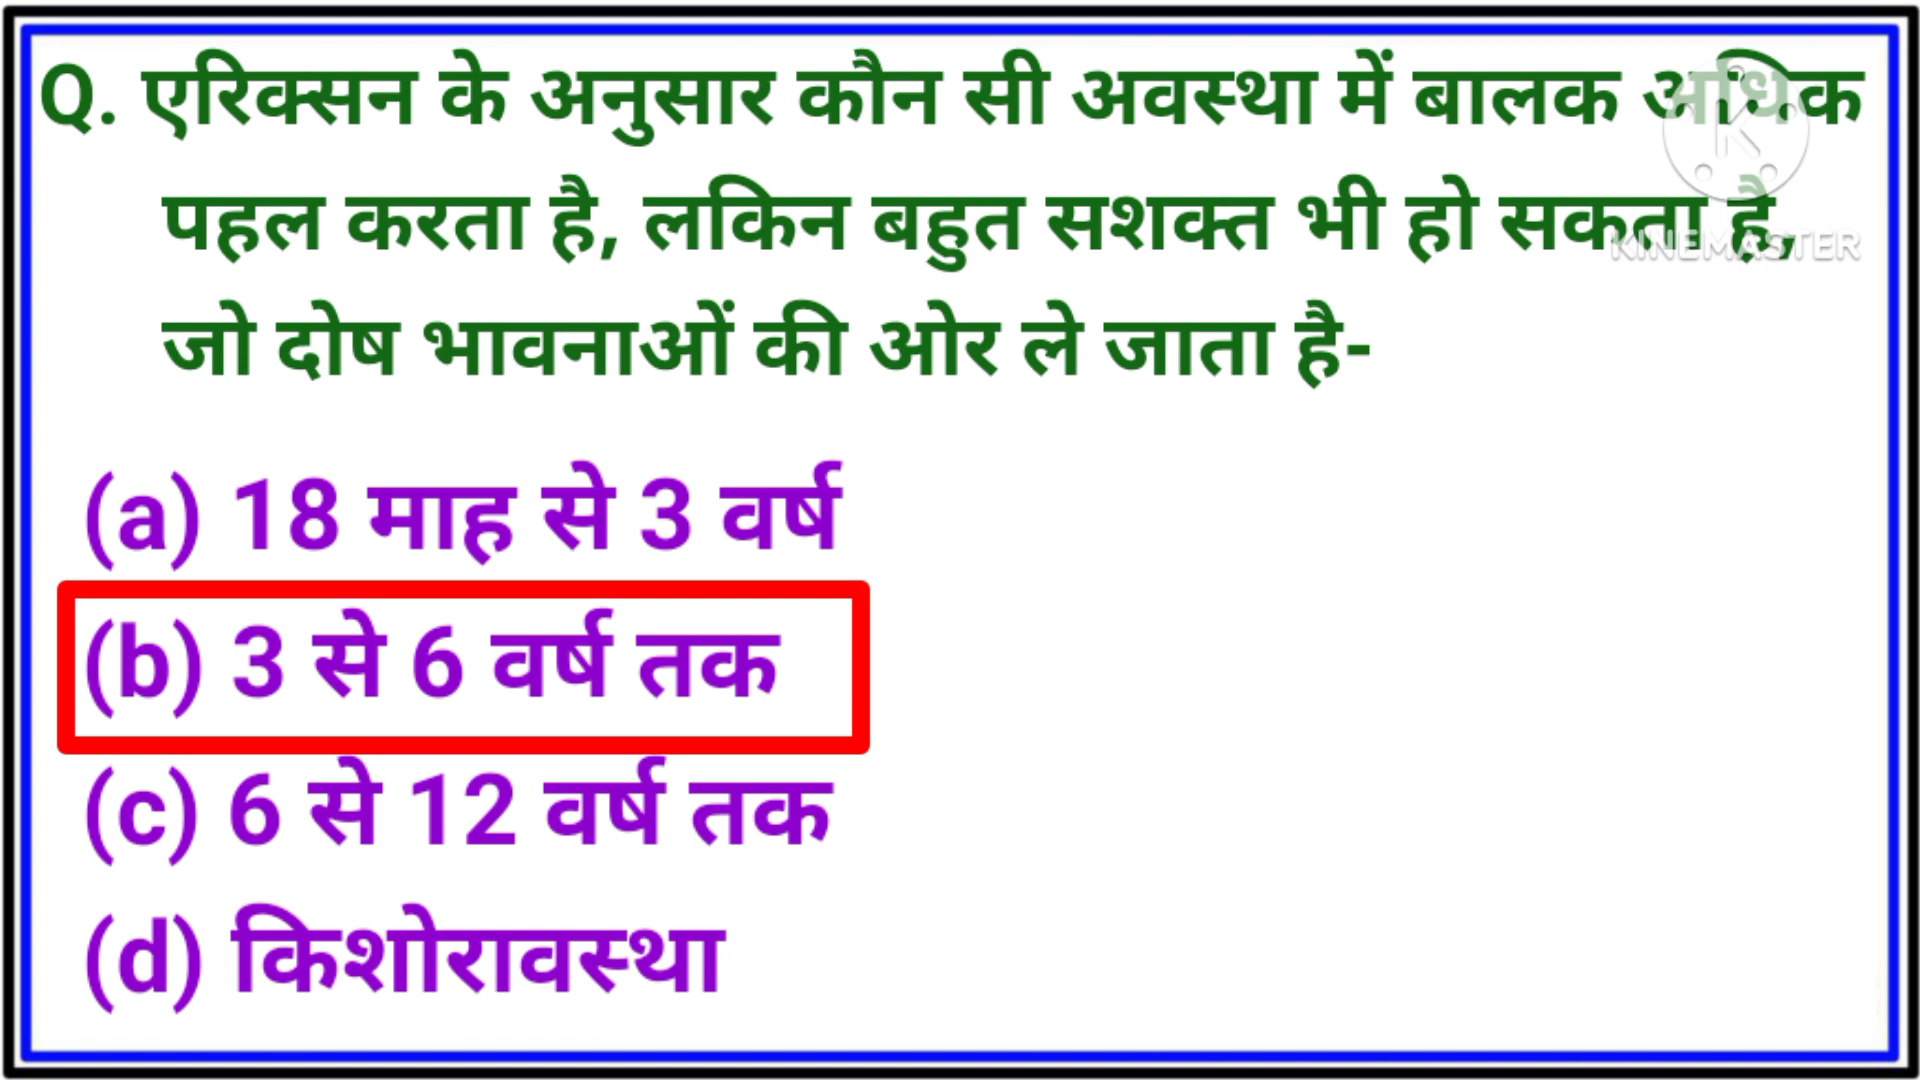 Q. एरिक्सन के अनुसार कौन सी अवस्था में बालक अधिक
पहल करता है, लकिन बहुत सशक्त भी हो सकता है,
जो दोष भावनाओं की ओर ले जाता है-
KINEMASTER
(a) 18 माह से 3 वर्ष
(b) 3 से 6 वर्ष तक
(c) 6 से 12 वर्ष तक
(d) किशोरावस्था